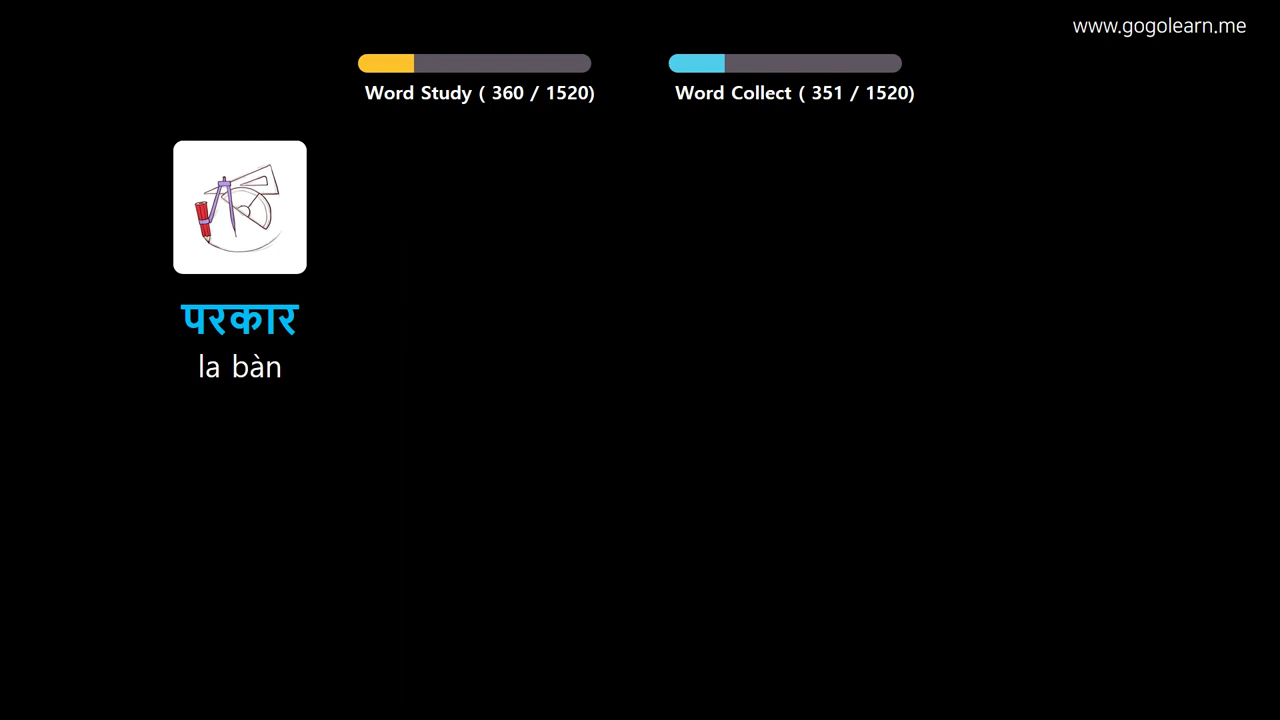 www.gogolearn.me
Word Study ( 360 / 1520)
Word Collect ( 351 / 1520)
परकार
la bàn